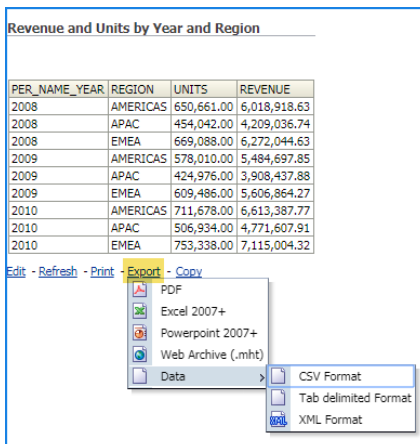 Revenue and Units by Year and Region
PER_NAME_YEAR REGION UNITS REVENUE
2008 AMERICAS 650,661.00 6,018,918.63
2008 APAC 454,042.00 4,209,036.74
2008 EMEA 669,088.00 6,272,044.63
2009 AMERICAS 578,010.00 5,484,697.85
2009 APAC 424,976.00 3,908,437.88
2009 EMEA 609,486.00 5,606,864.27
2010 AMERICAS 711,678.00 6,613,387.77
2010 APAC 506,934.00 4,771,607.91
2010 EMEA 753,338.00 7,115,004.32
Edit - Refresh - Print - Export - Copy
PDF
Excel 2007+
Powerpoint 2007+
Web Archive (.mht)
Data >
CSV Format
Tab delimited Format
XML Format